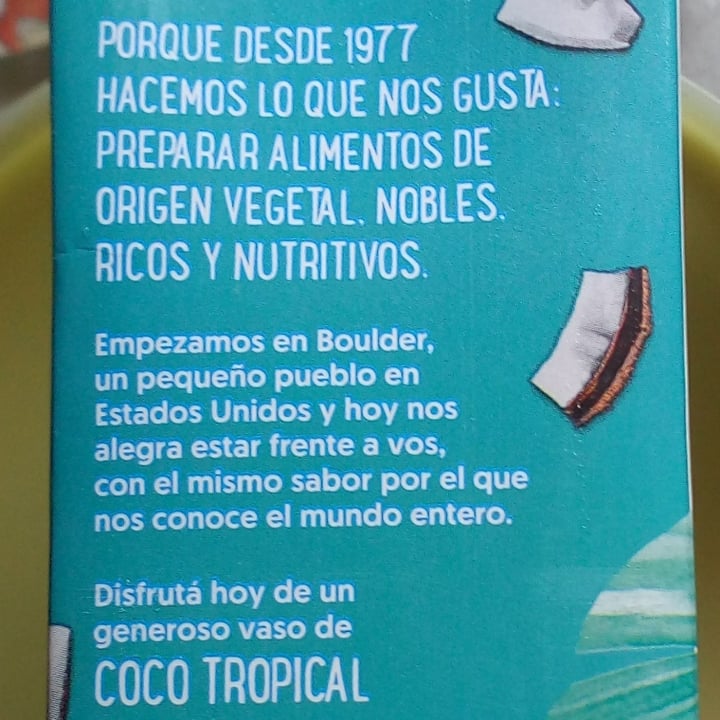 PORQUE DESDE 1977
HACEMOS LO QUE NOS GUSTA:
PREPARAR ALIMENTOS DE
ORIGEN VEGETAL. NOBLES,
RICOS Y NUTRITIVOS.
Empezamos en Boulder,
un pequeño pueblo en
Estados Unidos y hoy nos
alegra estar frente a vos,
con el mismo sabor por el que
nos conoce el mundo entero.
Disfrutá hoy de un
generoso vaso de
COCO TROPICAL